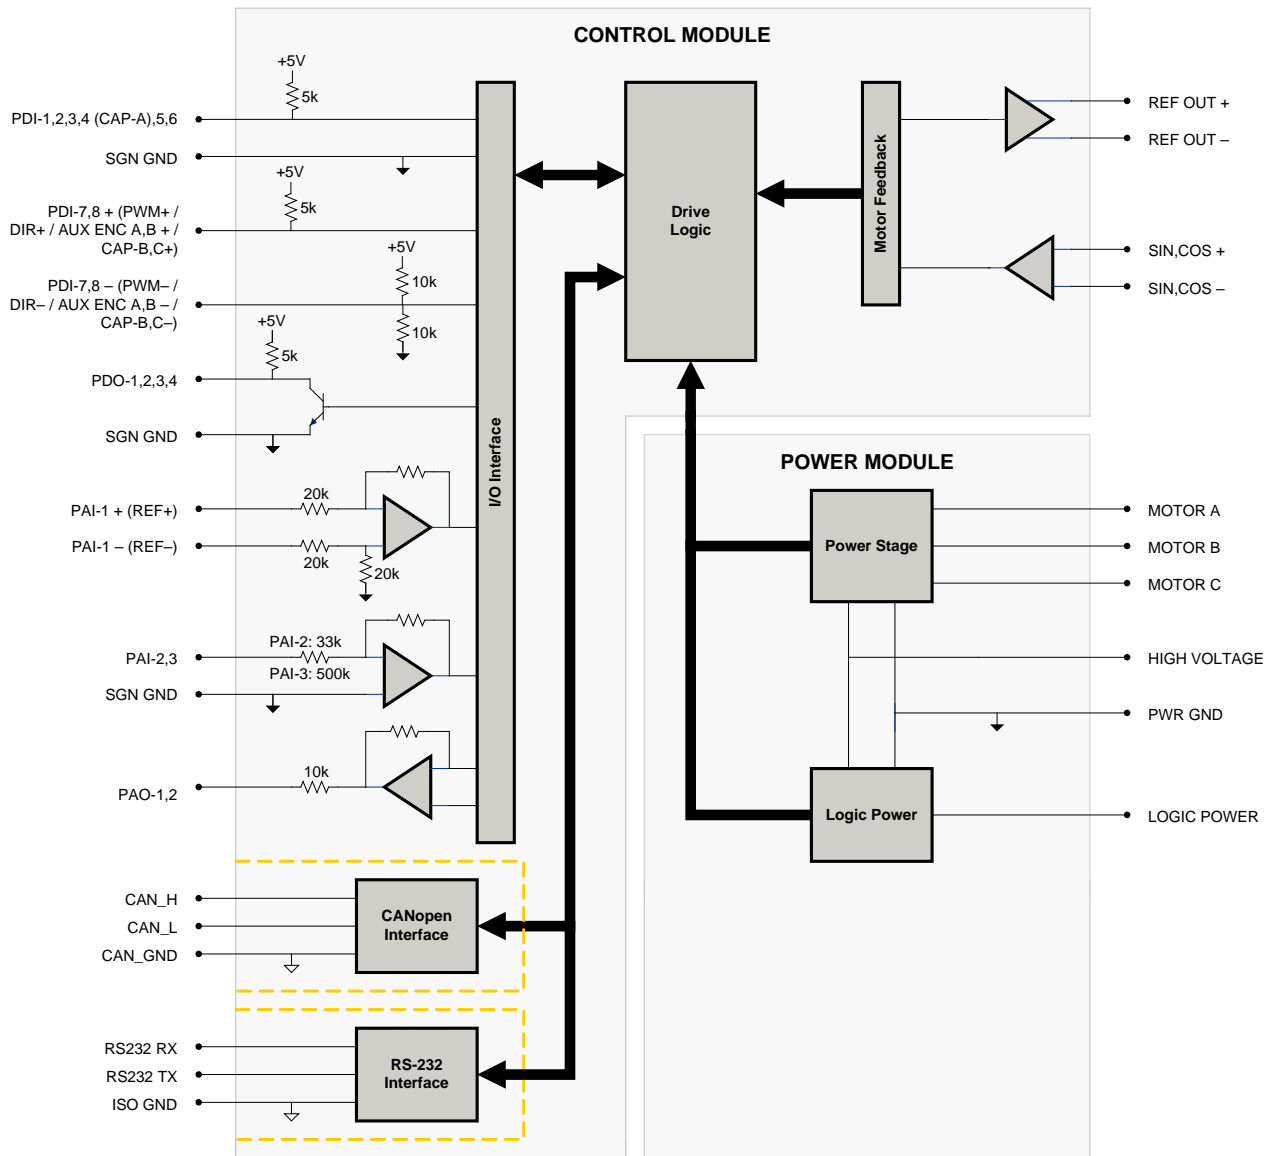 CONTROL MODULE
+5V
5k
PDI-1,2,3,4 (CAP-A),5,6
SGN GND
+5V
5k
PDI-7,8 + (PWM+ /
DIR+ / AUX ENC A,B + /
CAP-B,C+)
+5V
10k
PDI-7,8 – (PWM– /
DIR– / AUX ENC A,B – /
CAP-B,C–)
10k
+5V
5k
PDO-1,2,3,4
SGN GND
20k
PAI-1 + (REF+)
PAI-1 – (REF–)
20k
20k
PAI-2: 33k
PAI-2,3
PAI-3: 500k
SGN GND
10k
PAO-1,2
I/O Interface
Drive
Logic
Motor Feedback
REF OUT +
REF OUT –
SIN,COS +
SIN,COS –
POWER MODULE
Power Stage
MOTOR A
MOTOR B
MOTOR C
HIGH VOLTAGE
PWR GND
Logic Power
LOGIC POWER
CAN_H
CAN_L
CAN_GND
CANopen
Interface
RS232 RX
RS232 TX
ISO GND
RS-232
Interface